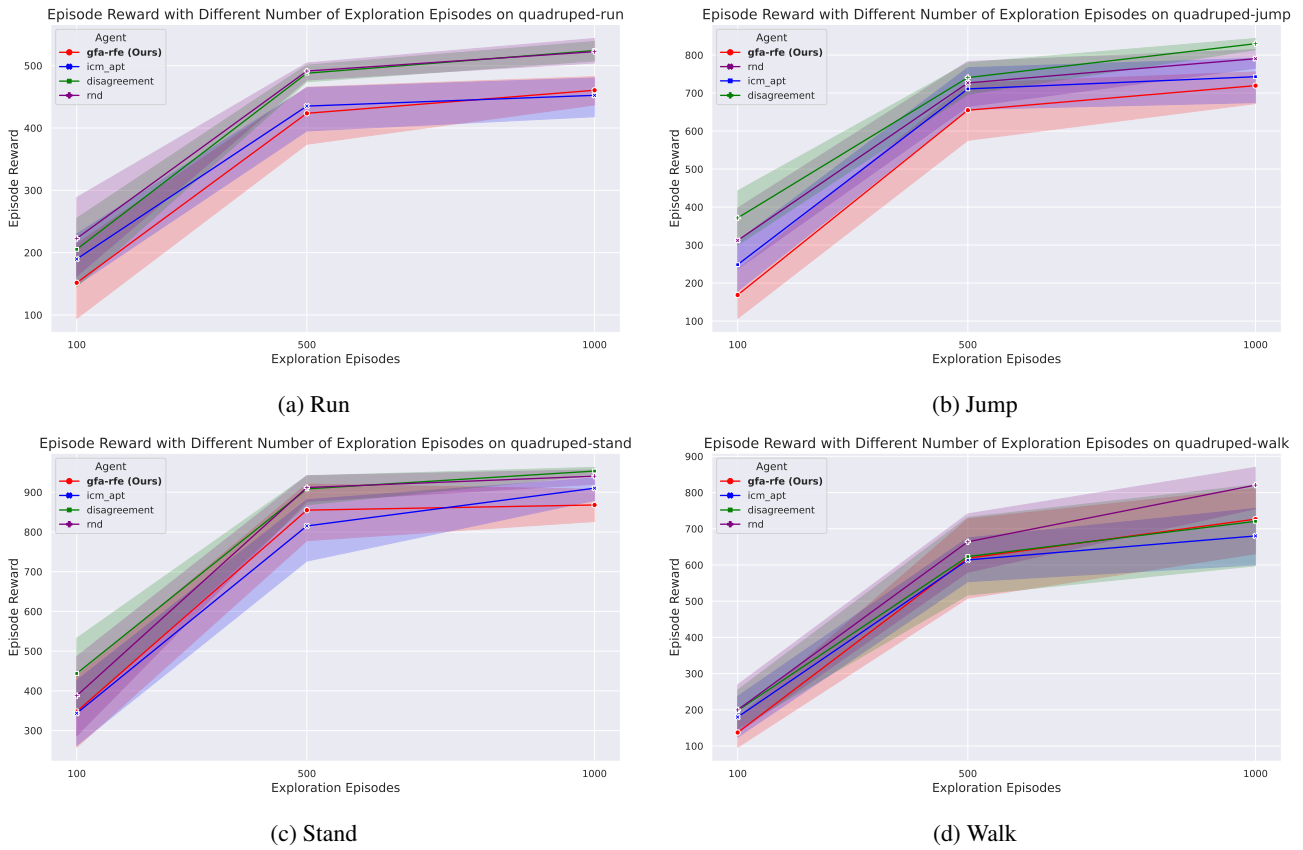 Episode Reward with Different Number of Exploration Episodes on quadruped-run
Agent
gfa-rfe (Ours)
icm_apt
disagreement
rnd
Episode Reward
500
400
300
200
100
100
500
1000
Exploration Episodes
(a) Run
Episode Reward with Different Number of Exploration Episodes on quadruped-jump
Agent
gfa-rfe (Ours)
rnd
icm_apt
disagreement
Episode Reward
800
700
600
500
400
300
200
100
100
500
1000
Exploration Episodes
(b) Jump
Episode Reward with Different Number of Exploration Episodes on quadruped-stand
Agent
gfa-rfe (Ours)
icm_apt
disagreement
rnd
Episode Reward
900
800
700
600
500
400
300
100
500
1000
Exploration Episodes
(c) Stand
Episode Reward with Different Number of Exploration Episodes on quadruped-walk
Agent
gfa-rfe (Ours)
icm_apt
disagreement
rnd
Episode Reward
900
800
700
600
500
400
300
200
100
100
500
1000
Exploration Episodes
(d) Walk